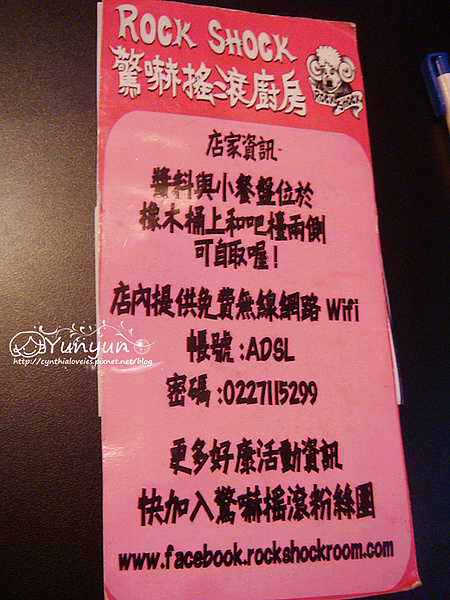 ROCK SHOCK
驚嚇搖滾廚房
ROCK SHOCK
店家資訊~
醬料與小餐盤位於
橡木桶上和吧檯兩側
可自取喔!
店內提供免費無線網路 Wifi
帳號:ADSL
密碼:0227115299
更多好康活動資訊
快加入驚嚇搖滾粉絲團
www.facebook.rockshockroom.com
Yunyun
http://cynthialoveies.pixnet.net/blog